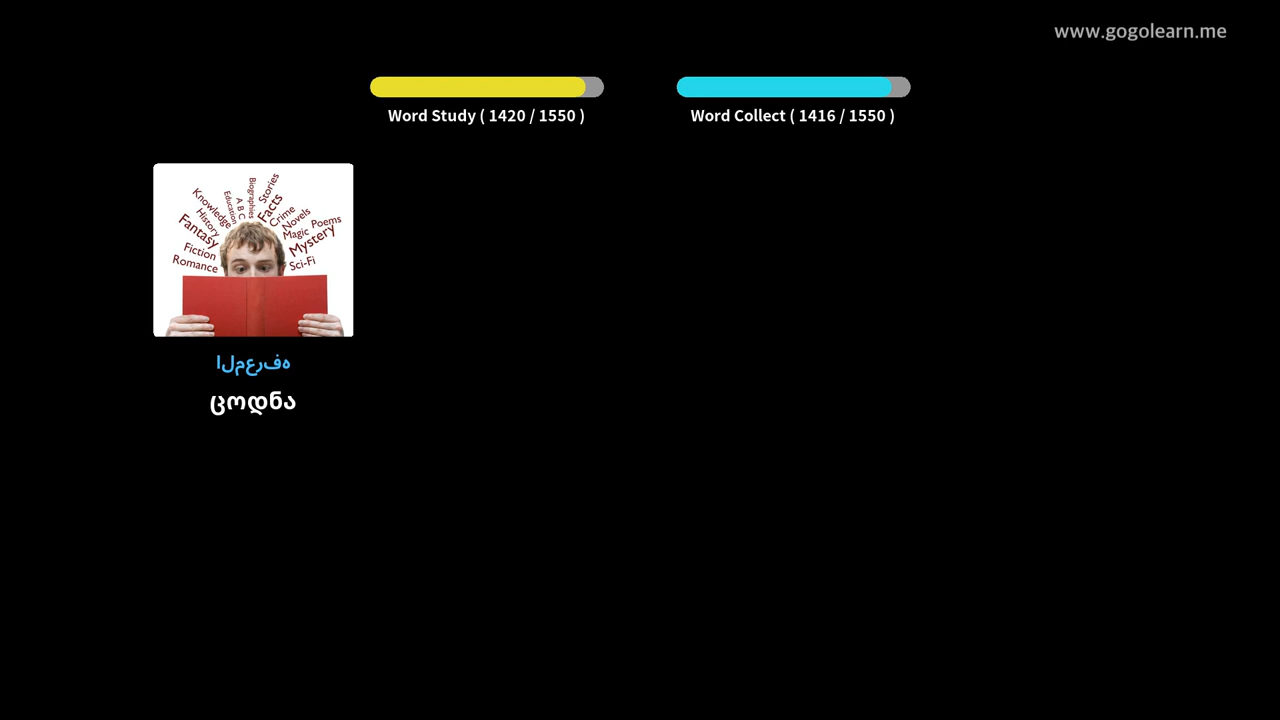 www.gogolearn.me
Word Study ( 1420 / 1550 )
Word Collect ( 1416 / 1550 )
Knowledge
History
Fantasy
Fiction
Romance
Education
A B C
Biographies
Stories
Facts
Crime
Novels
Magic
Poems
Mystery
Sci-Fi
المعرفه
ცოდნა